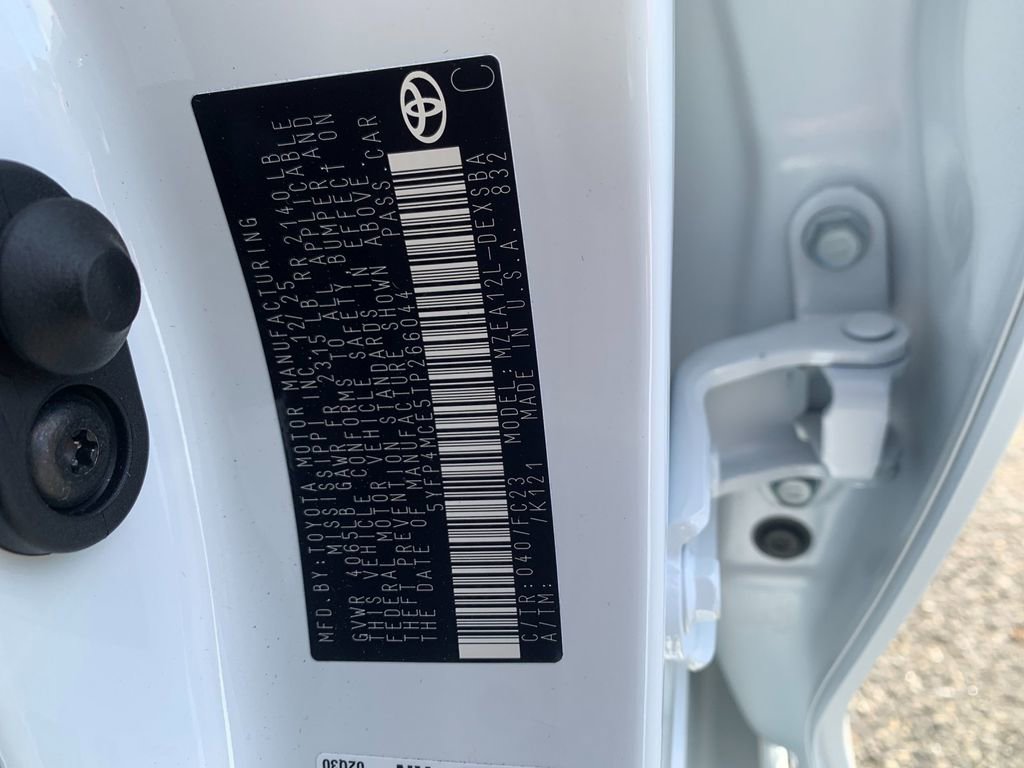 MFD.BY:TOYOTA MOTOR MANUFACTURING
MISSISSIPPI INC. 12/25
GVWR 4065LB GAWR FR 2315LB RR 2140LB
THIS VEHICLE CONFORMS TO ALL APPLICABLE
FEDERAL MOTOR VEHICLE SAFETY, BUMPER, AND
THEFT PREVENTION STANDARDS IN EFFECT ON
THE DATE OF MANUFACTURE SHOWN ABOVE.
5YFP4MCE5TP266044 PASS.CAR
C/TR:040/FC23 MODEL:MZEA12L-DEXSBA
A/TM: /K121 MADE IN U.S.A. 832
C
02Q30